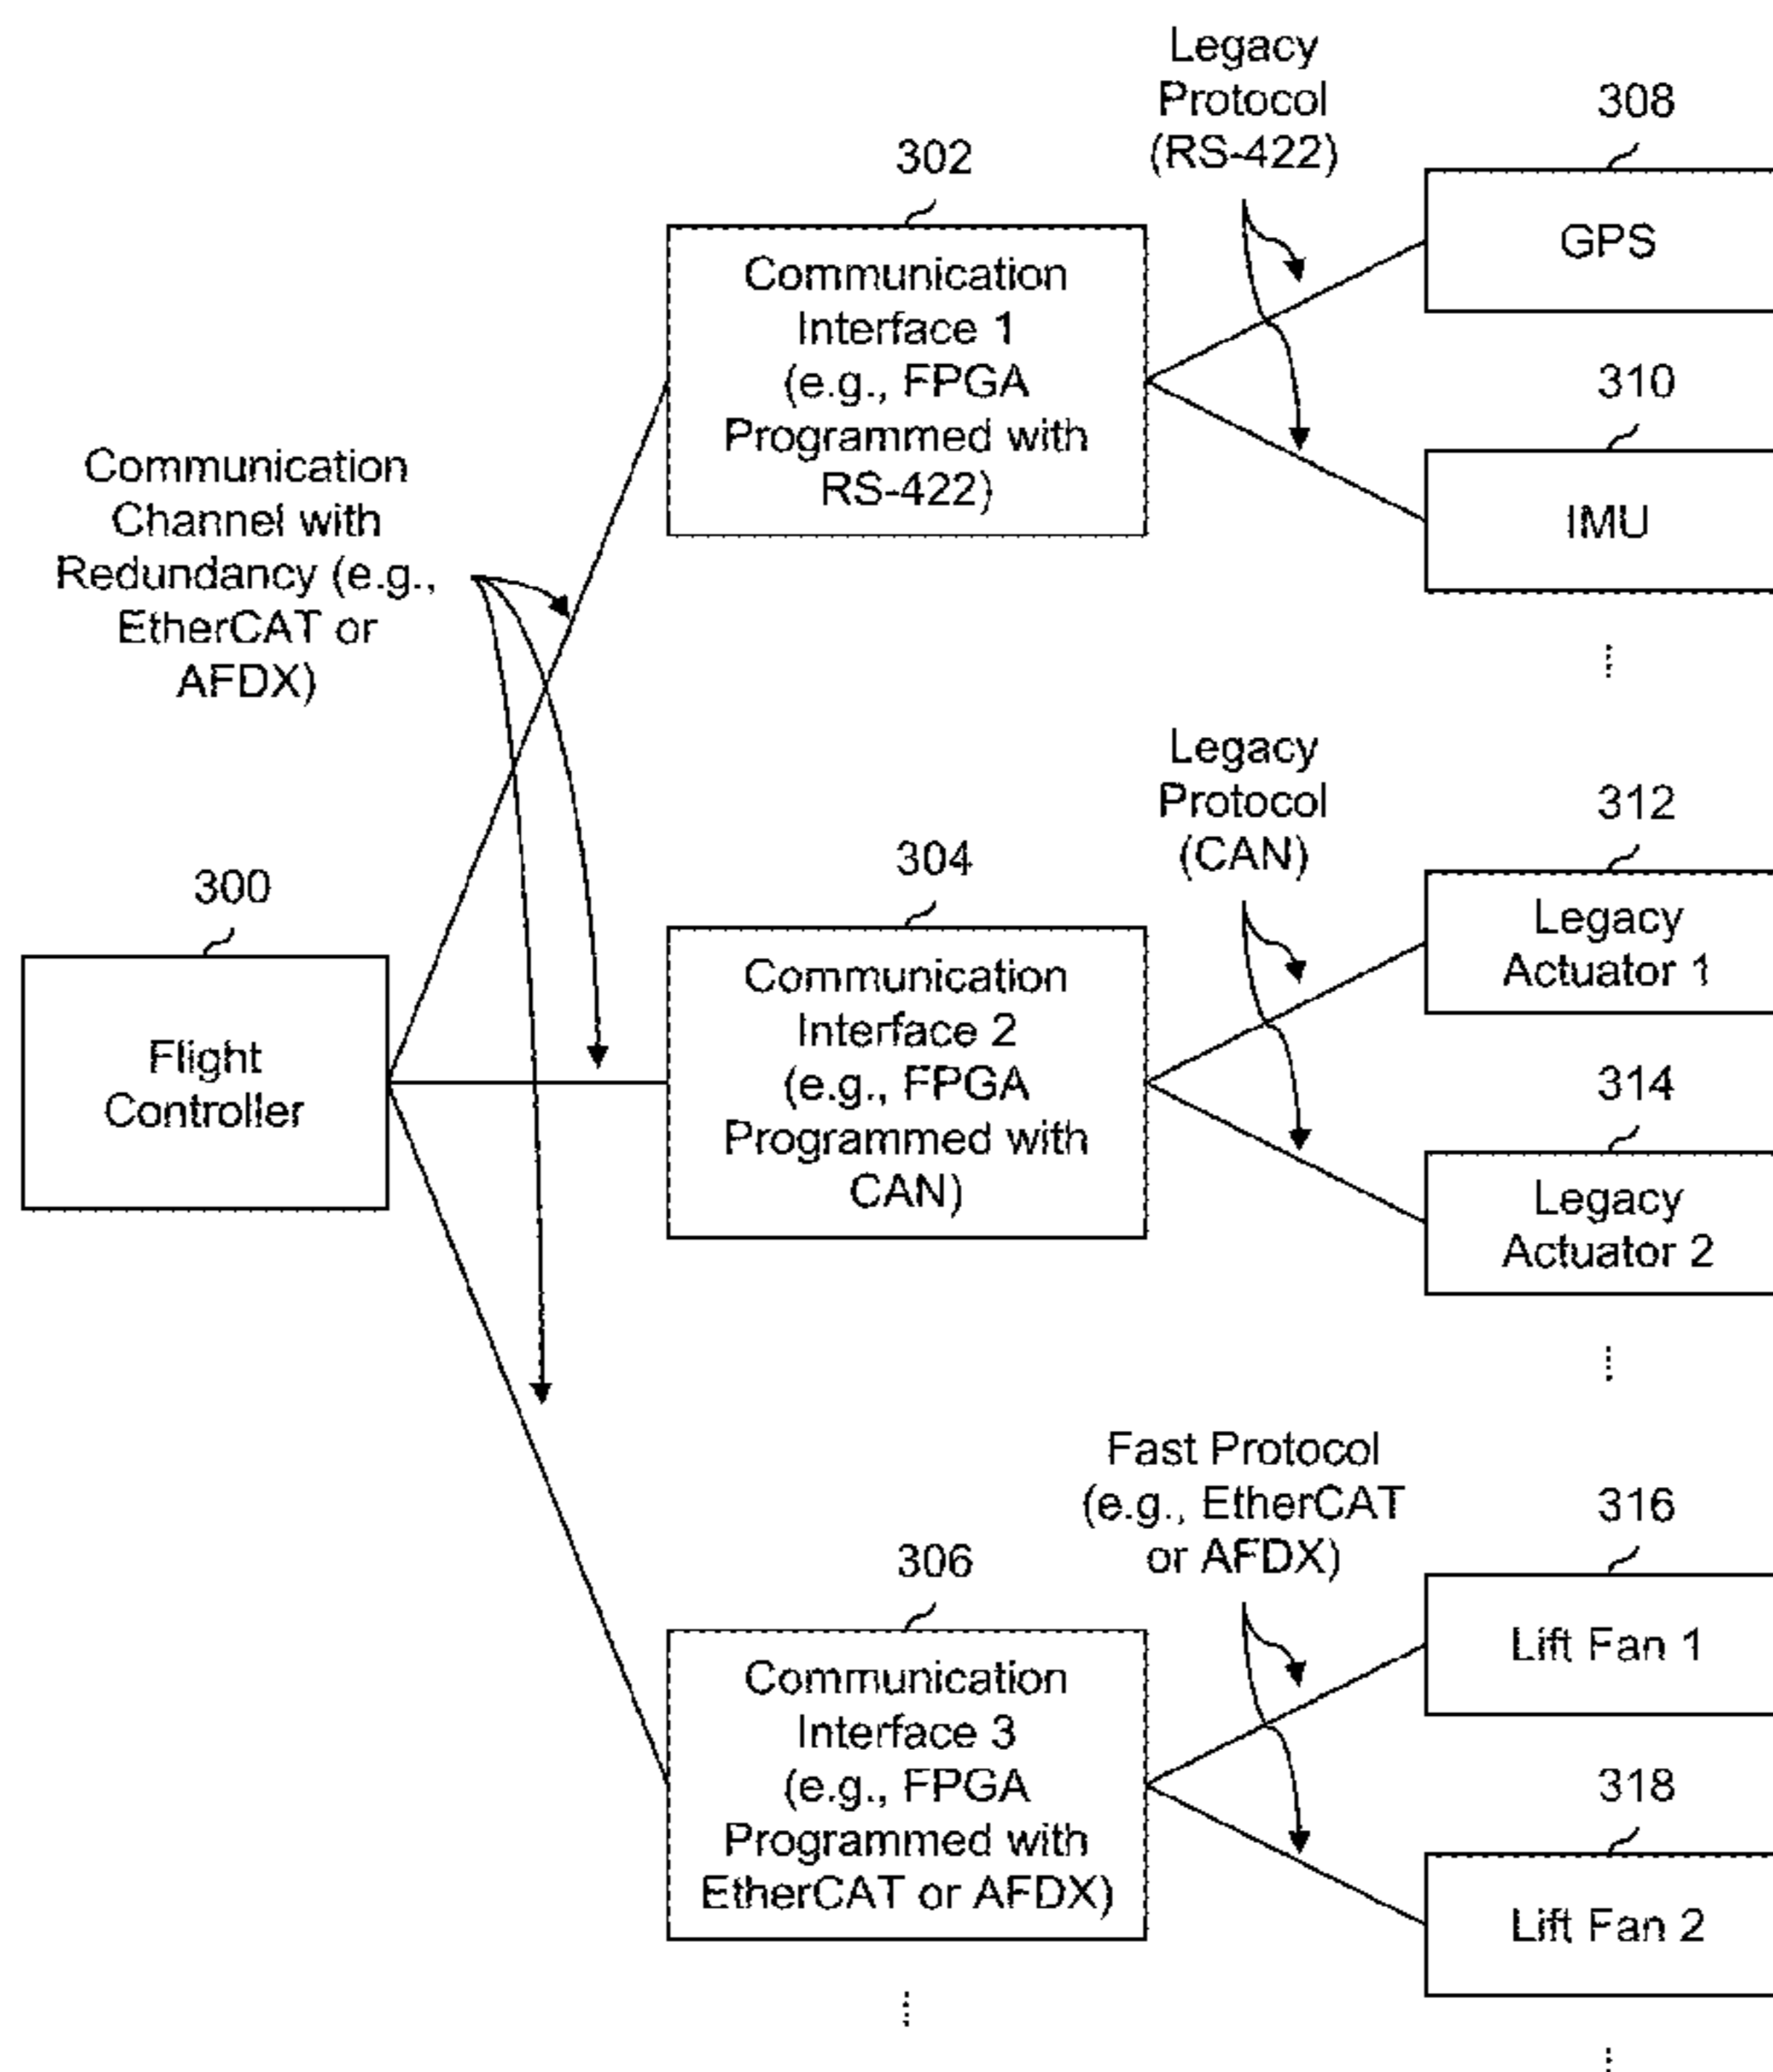 Legacy
Protocol
(RS-422)
308
GPS
302
Communication
Interface 1
(e.g., FPGA
Programmed with
RS-422)
310
IMU
Communication
Channel with
Redundancy (e.g.,
EtherCAT or
AFDX)
Legacy
Protocol
(CAN)
312
Legacy
Actuator 1
300
Flight
Controller
304
Communication
Interface 2
(e.g., FPGA
Programmed with
CAN)
314
Legacy
Actuator 2
Fast Protocol
(e.g., EtherCAT
or AFDX)
316
Lift Fan 1
306
Communication
Interface 3
(e.g., FPGA
Programmed with
EtherCAT or AFDX)
318
Lift Fan 2